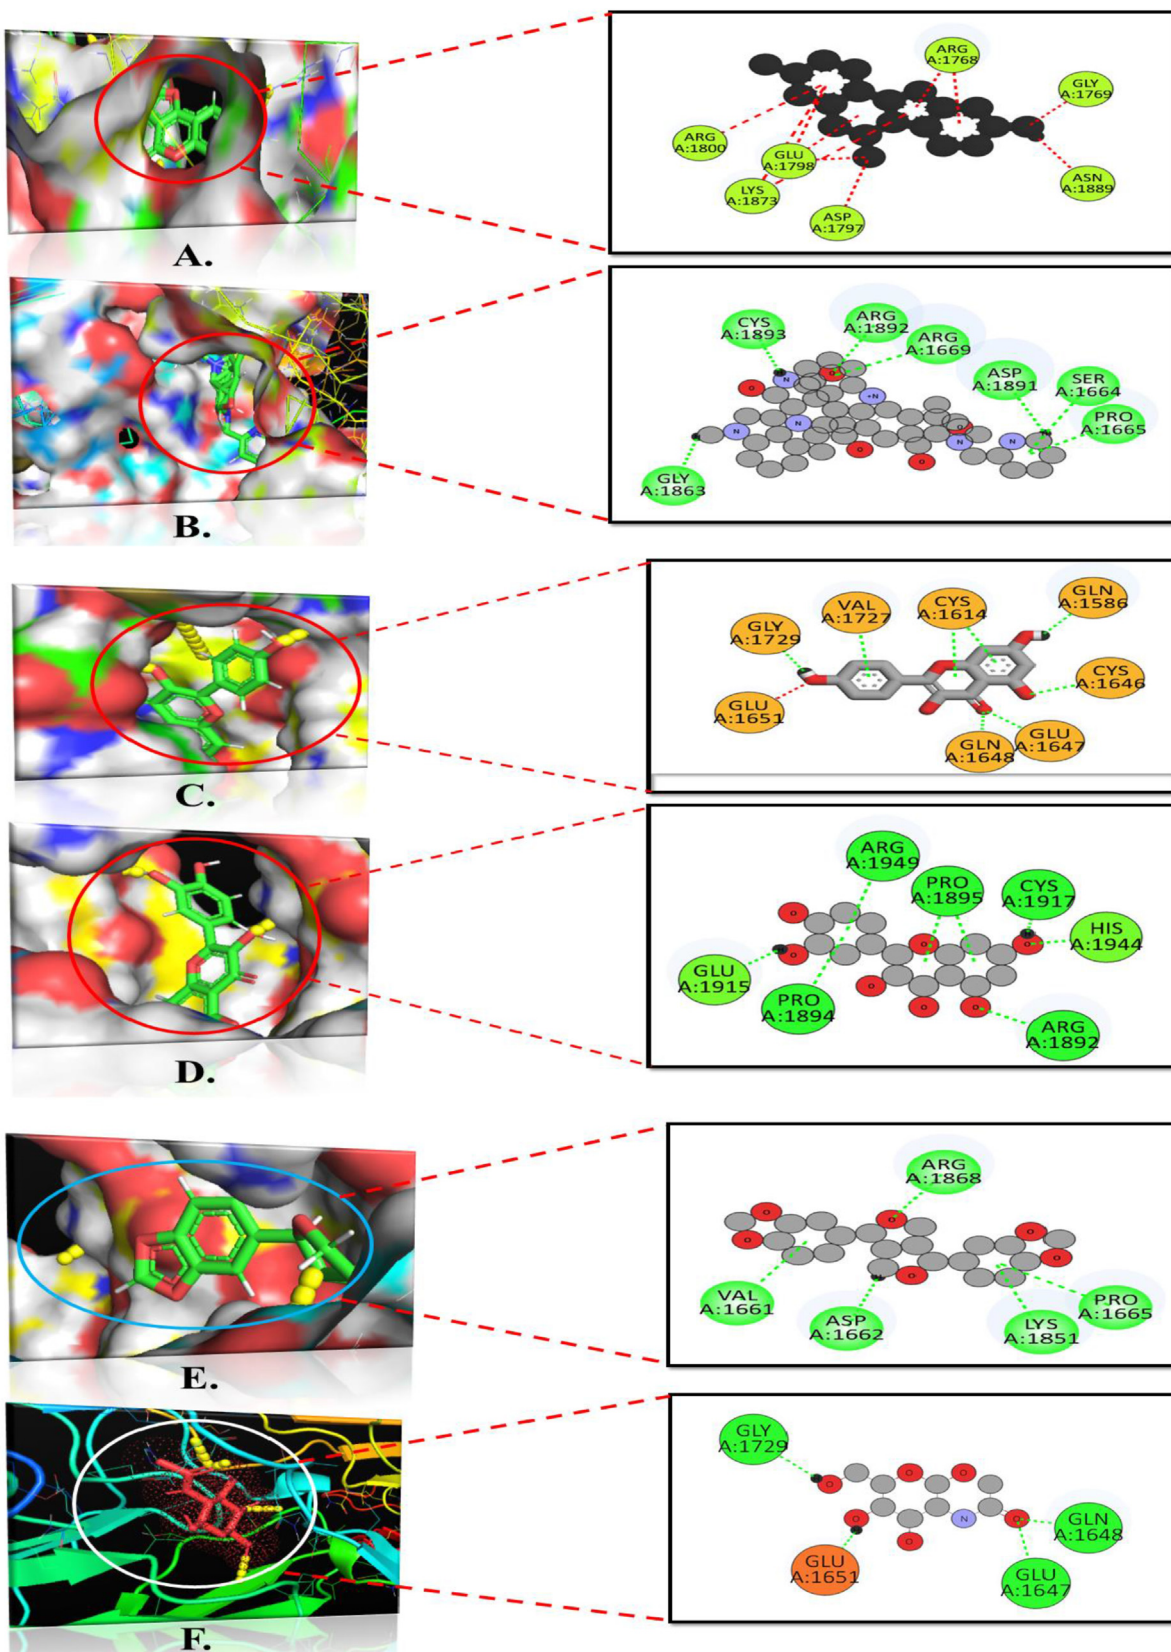 A.
ARG
A:1768
GLY
A:1769
ARG
A:1800
GLU
A:1798
LYS
A:1873
ASP
A:1797
ASN
A:1889
B.
CYS
A:1893
ARG
A:1892
ARG
A:1669
ASP
A:1891
SER
A:1664
PRO
A:1665
GLY
A:1863
N
O
O
+N
N
N
O
O
O
N
N
C.
GLY
A:1729
VAL
A:1727
CYS
A:1614
GLN
A:1586
GLU
A:1651
CYS
A:1646
GLN
A:1648
GLU
A:1647
D.
ARG
A:1949
PRO
A:1895
CYS
A:1917
HIS
A:1944
GLU
A:1915
PRO
A:1894
ARG
A:1892
O
O
O
O
O
O
O
E.
ARG
A:1868
VAL
A:1661
ASP
A:1662
LYS
A:1851
PRO
A:1665
O
O
O
O
O
O
F.
GLY
A:1729
GLU
A:1651
GLN
A:1648
GLU
A:1647
O
O
O
O
O
O
N